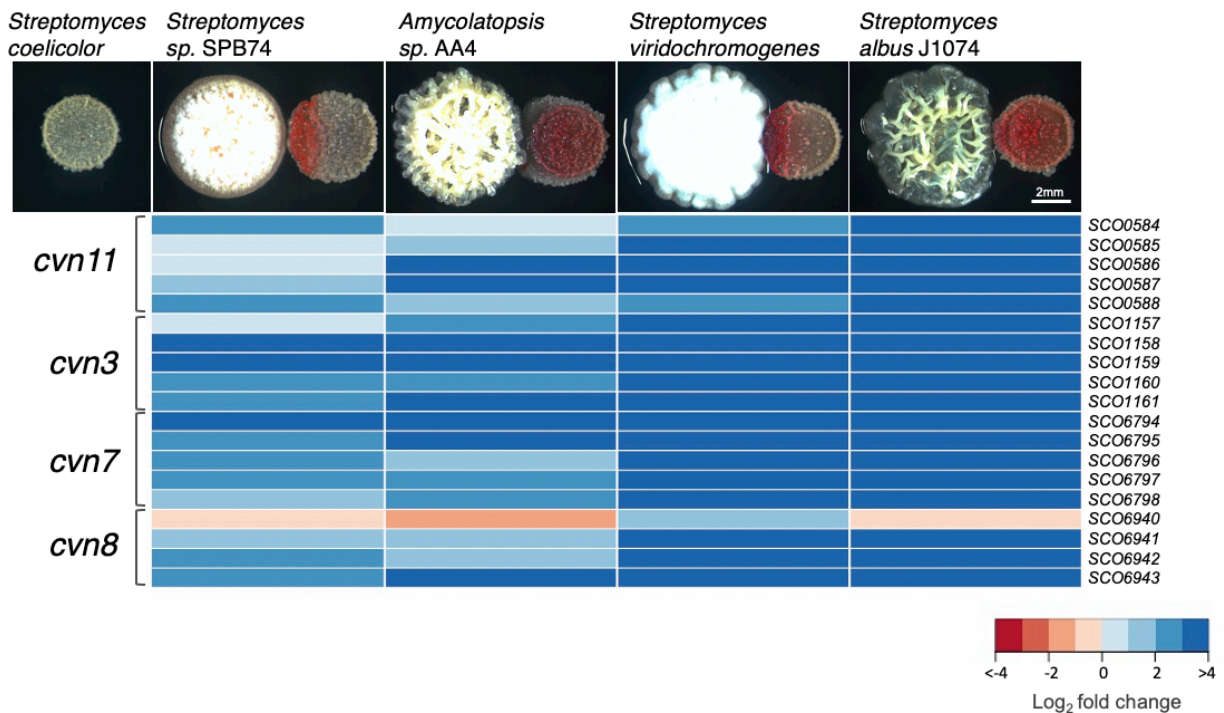 Streptomyces
coelicolor
Streptomyces
sp. SPB74
Amycolatopsis
sp. AA4
Streptomyces
viridochromogenes
Streptomyces
albus J1074
2mm
cvn11
SCO0584
SCO0585
SCO0586
SCO0587
SCO0588
cvn3
SCO1157
SCO1158
SCO1159
SCO1160
SCO1161
cvn7
SCO6794
SCO6795
SCO6796
SCO6797
SCO6798
cvn8
SCO6940
SCO6941
SCO6942
SCO6943
<-4 -2 0 2 >4
Log2 fold change